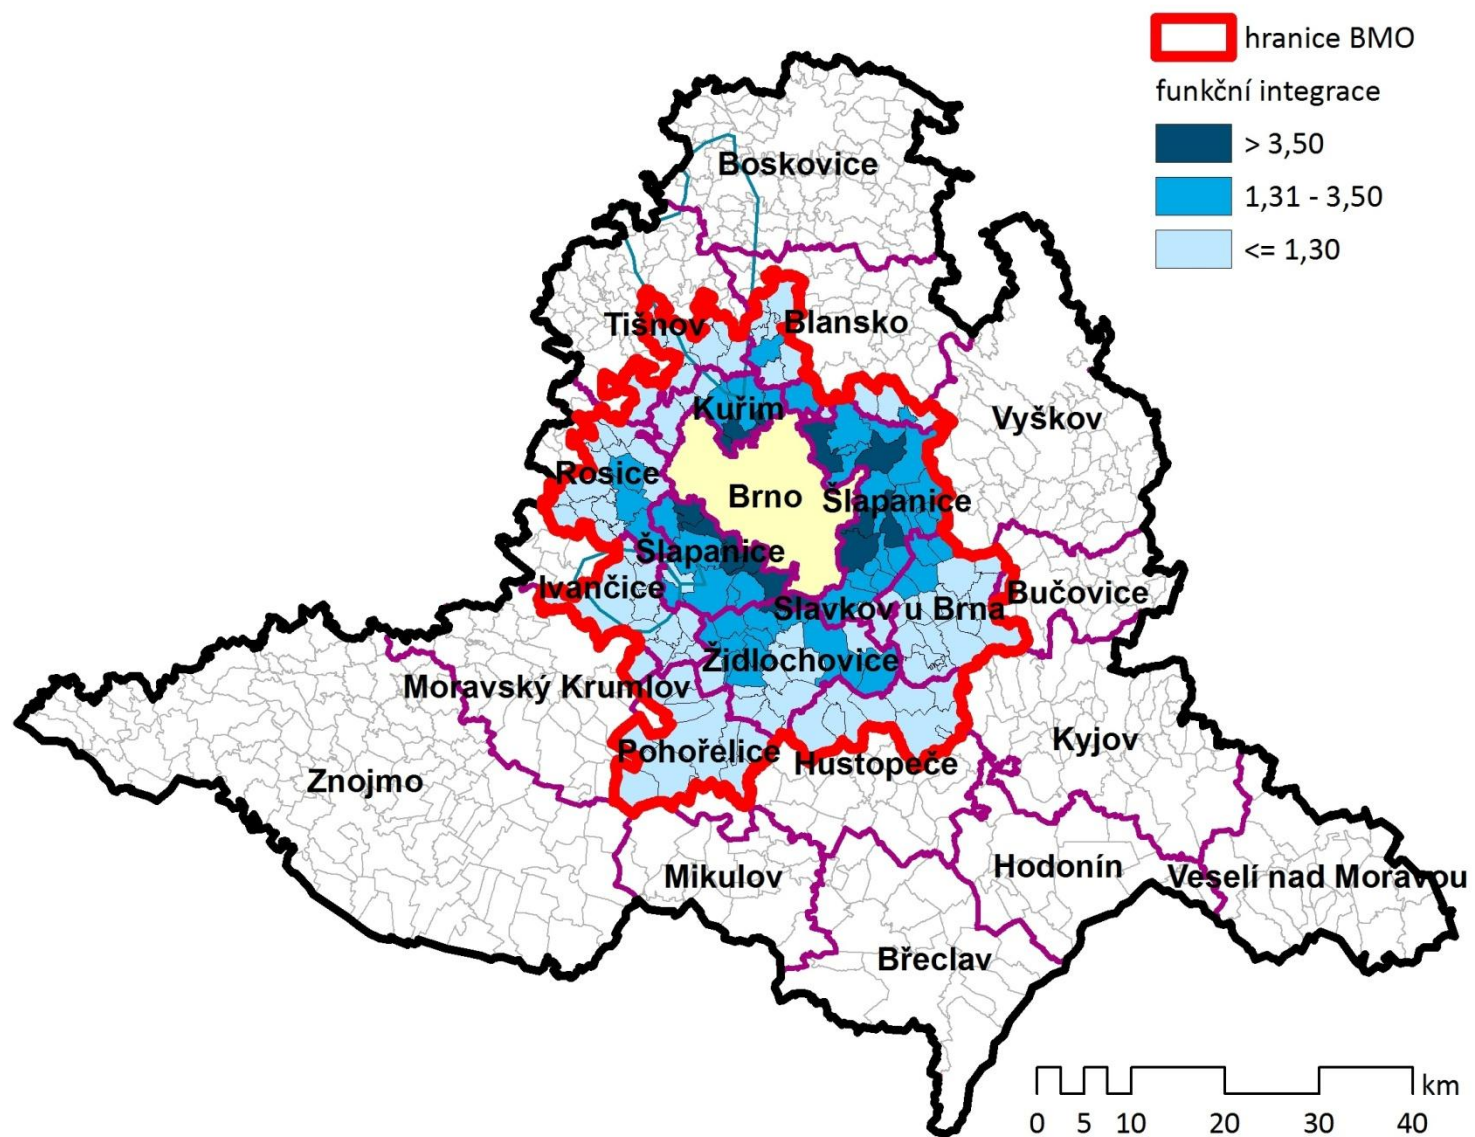 hranice BMO
funkční integrace
> 3,50
1,31 - 3,50
<= 1,30
Boskovice
Tišnov
Blansko
Kuřim
Vyškov
Rosice
Brno
Šlapanice
Šlapanice
Ivančice
Slavkov u Brna
Bučovice
Židlochovice
Moravský Krumlov
Pohořelice
Hustopeče
Kyjov
Znojmo
Mikulov
Hodonín
Veselí nad Moravou
Břeclav
km
0 5 10 20 30 40